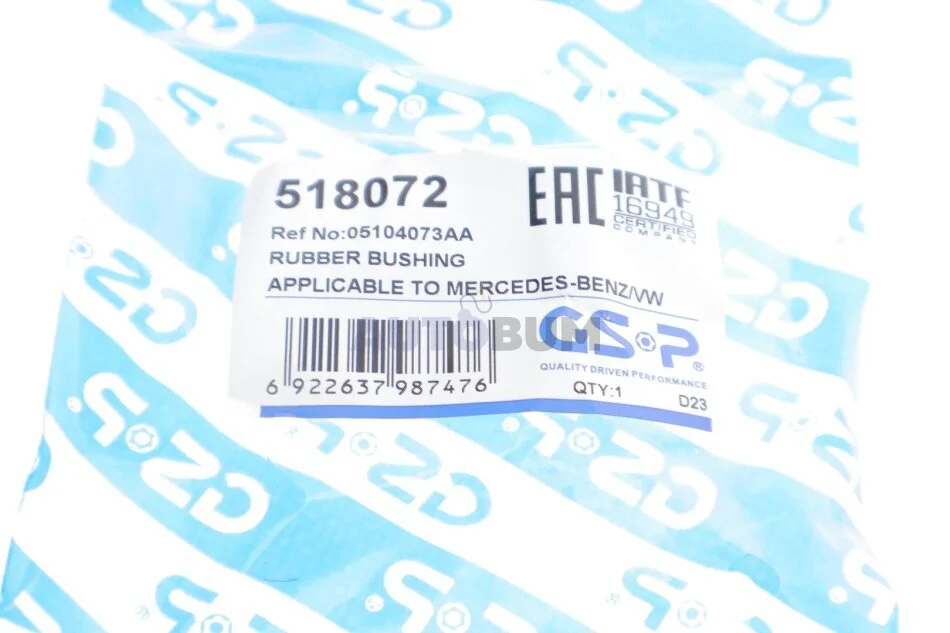 518072
EAC
IATF
16949
CERTIFIED
COMPANY
Ref No:05104073AA
RUBBER BUSHING
APPLICABLE TO MERCEDES-BENZ/VW
AUTOBUM
GSP®
QUALITY DRIVEN PERFORMANCE
6 922637 987476
QTY:1
D23